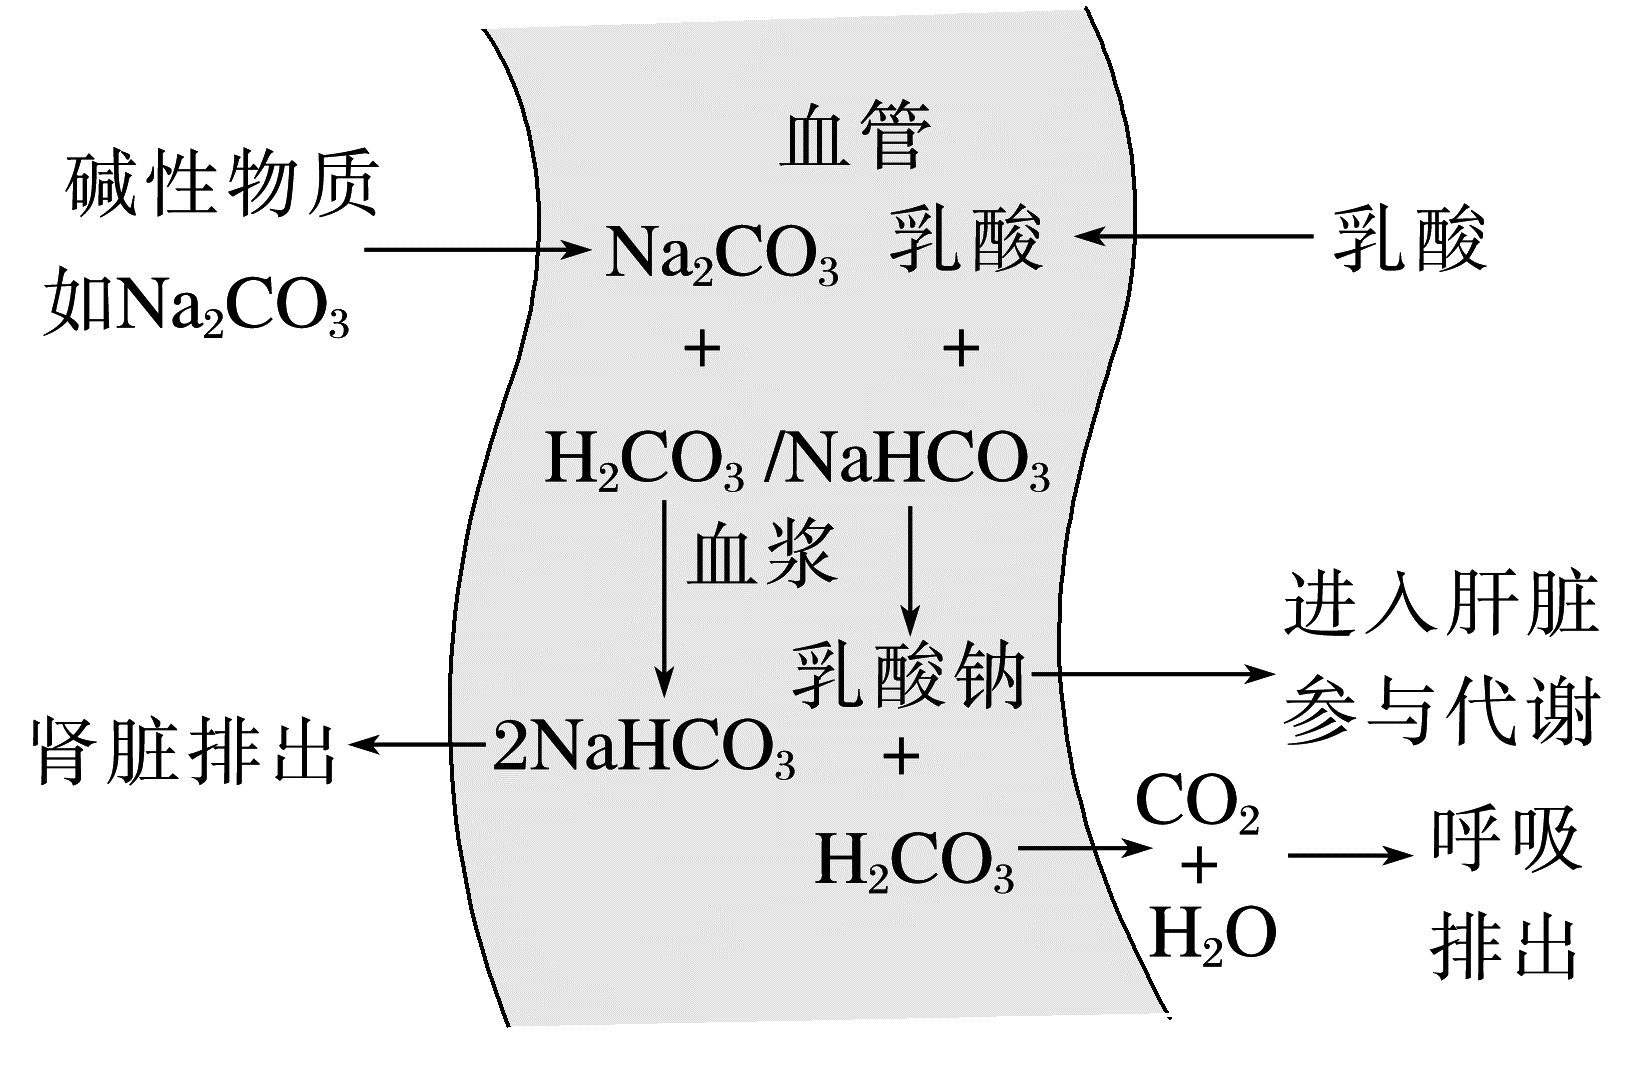 血管
碱性物质
如Na₂CO₃
Na₂CO₃
乳酸
乳酸
+
+
H₂CO₃/NaHCO₃
血浆
乳酸钠
进入肝脏
参与代谢
肾脏排出
2NaHCO₃
+
H₂CO₃
CO₂
+
H₂O
呼吸
排出